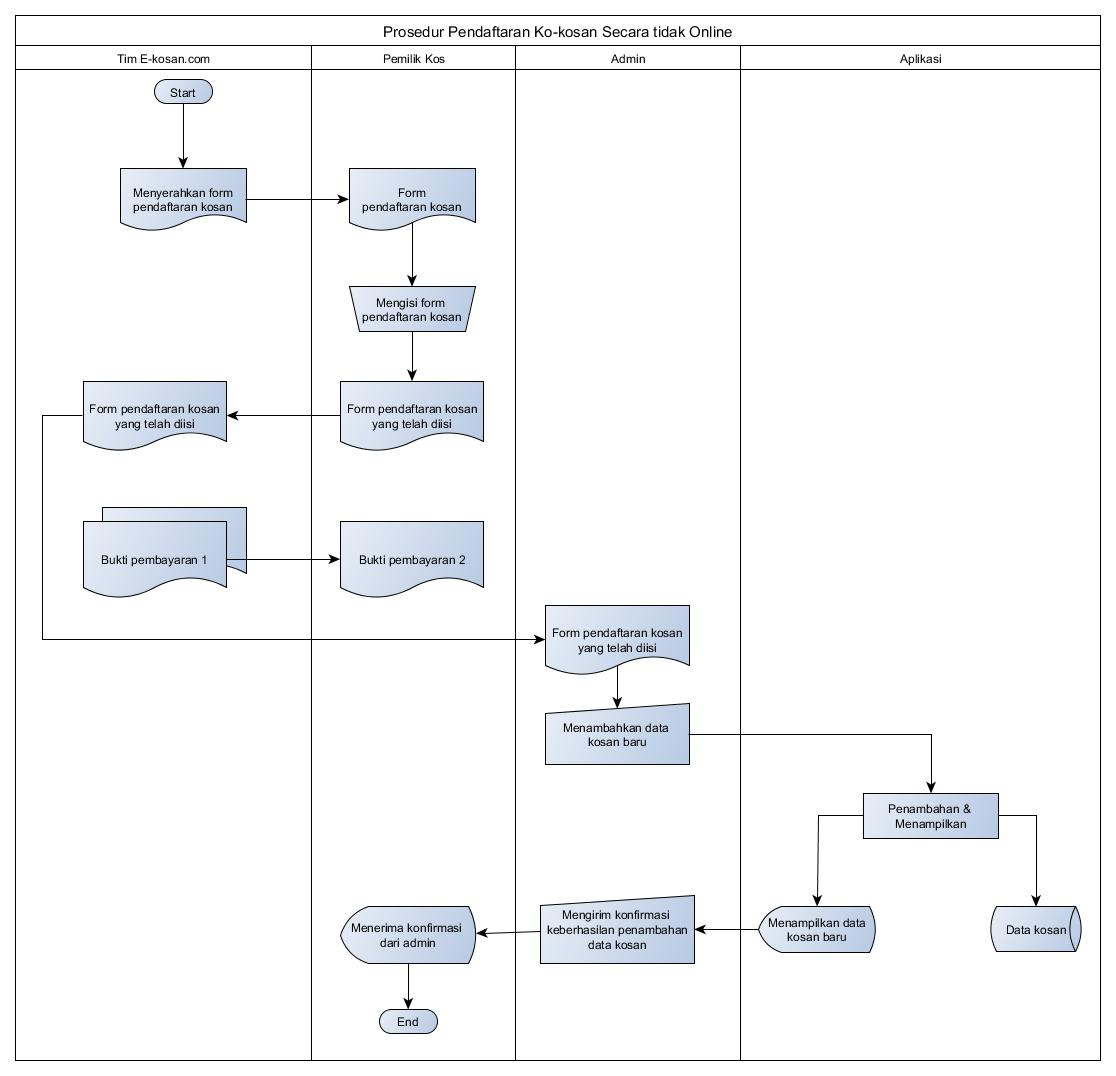 Prosedur Pendaftaran Ko-kosan Secara tidak Online
Tim E-kosan.com
Pemilik Kos
Admin
Aplikasi
Start
Menyerahkan form
pendaftaran kosan
Form
pendaftaran kosan
Mengisi form
pendaftaran kosan
Form pendaftaran kosan
yang telah diisi
Form pendaftaran kosan
yang telah diisi
Bukti pembayaran 1
Bukti pembayaran 2
Form pendaftaran kosan
yang telah diisi
Menambahkan data
kosan baru
Penambahan &
Menampilkan
Menerima konfirmasi
dari admin
Mengirim konfirmasi
keberhasilan penambahan
data kosan
Menampilkan data
kosan baru
Data kosan
End